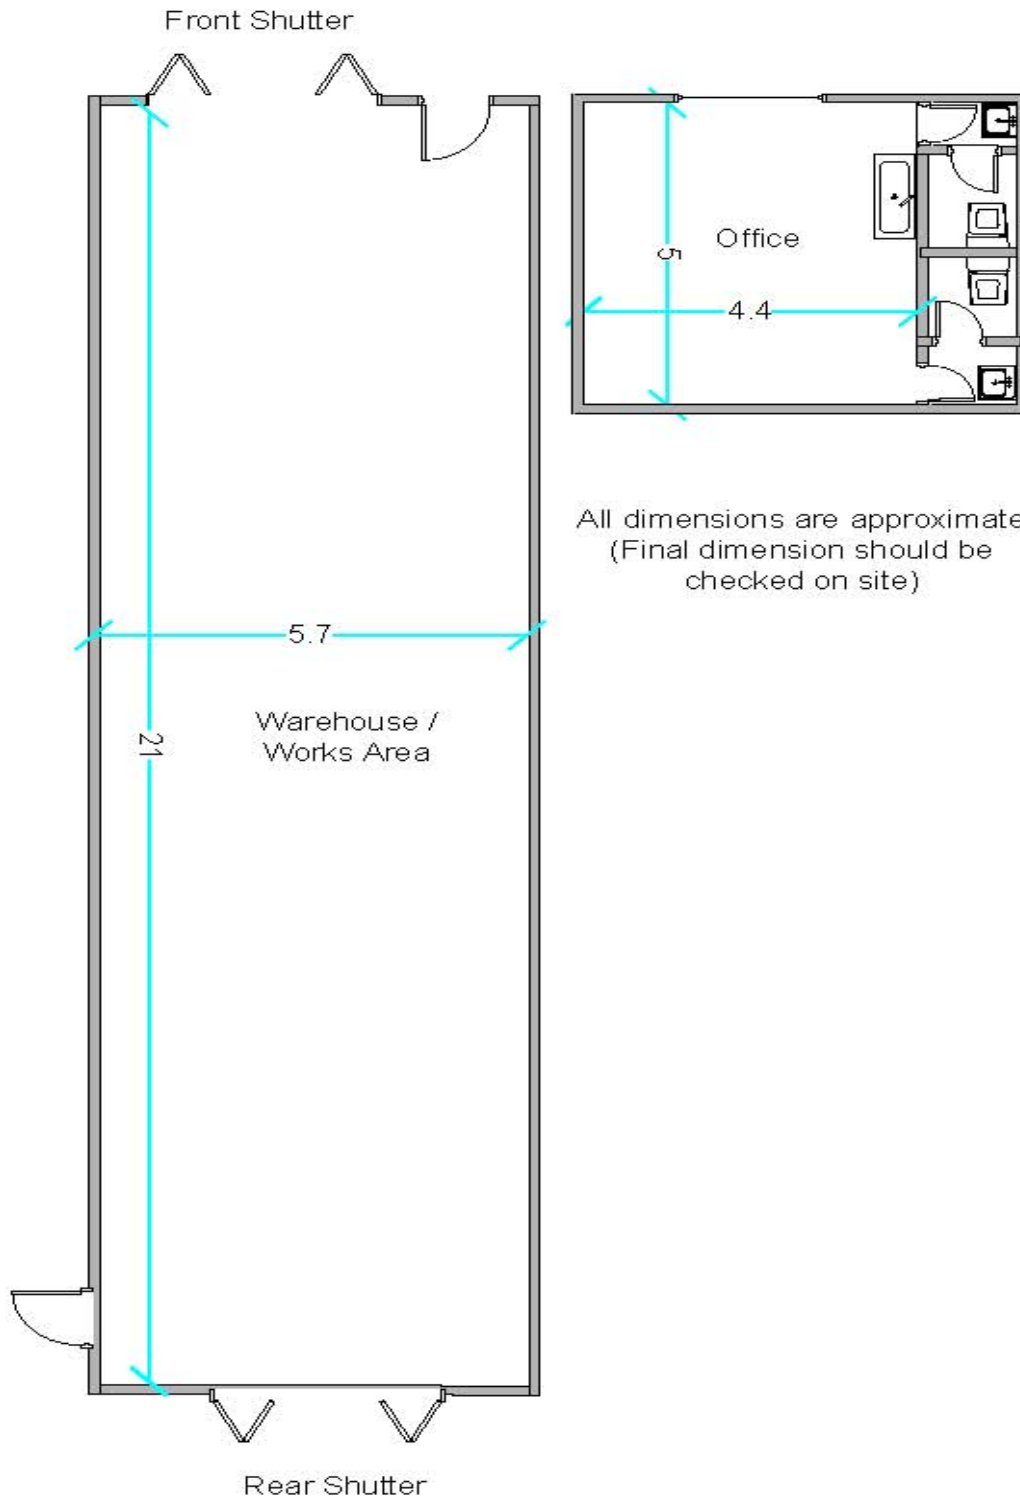 Front Shutter
Office
5
4.4
All dimensions are approximate
(Final dimension should be
checked on site)
5.7
Warehouse /
Works Area
21
Rear Shutter